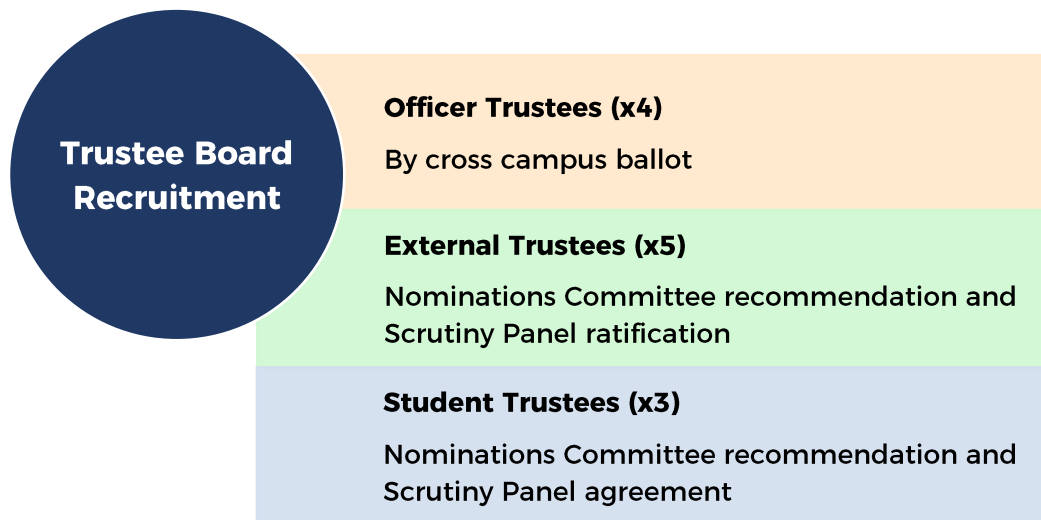 Trustee Board
Recruitment
Officer Trustees (x4)
By cross campus ballot
External Trustees (x5)
Nominations Committee recommendation and
Scrutiny Panel ratification
Student Trustees (x3)
Nominations Committee recommendation and
Scrutiny Panel agreement